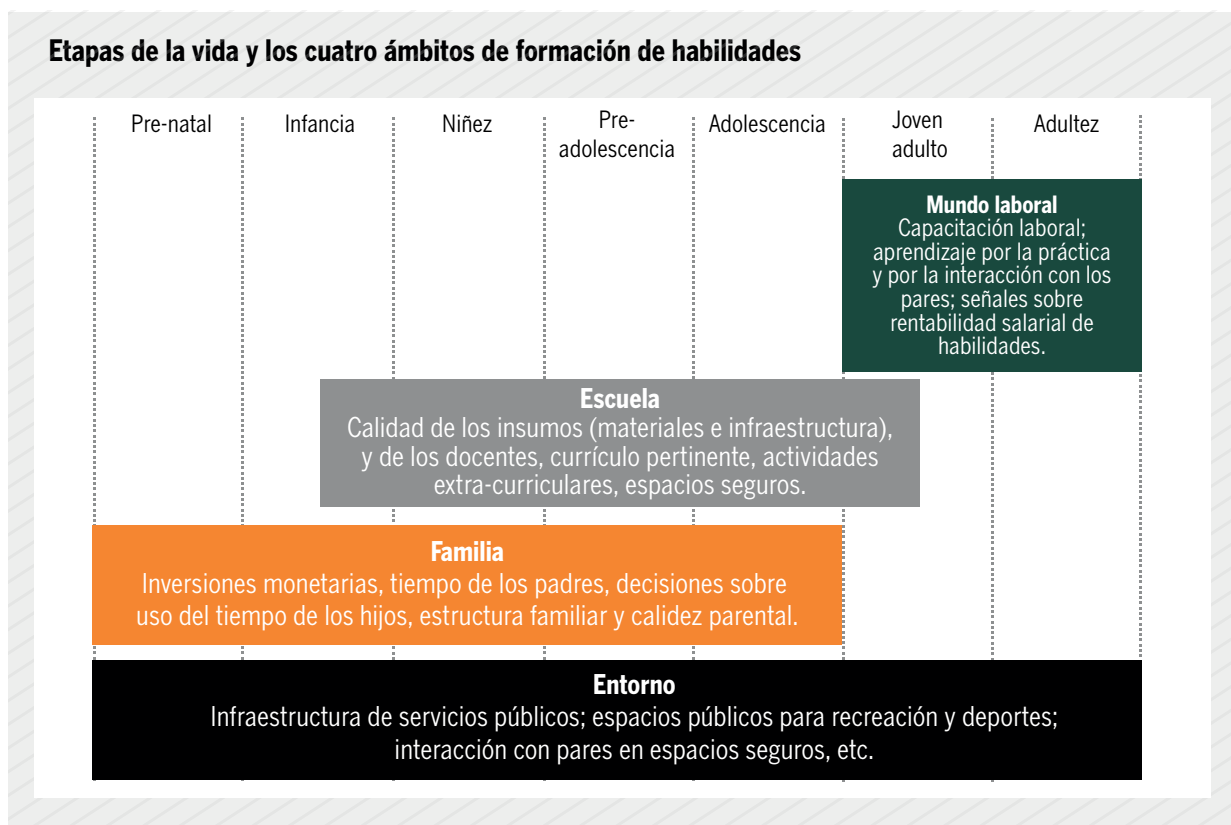 Etapas de la vida y los cuatro ámbitos de formación de habilidades
Pre-natal
Infancia
Niñez
Pre-
adolescencia
Adolescencia
Joven
adulto
Adultez
Mundo laboral
Capacitación laboral;
aprendizaje por la práctica
y por la interacción con los
pares; señales sobre
rentabilidad salarial de
habilidades.
Escuela
Calidad de los insumos (materiales e infraestructura),
y de los docentes, currículo pertinente, actividades
extra-curriculares, espacios seguros.
Familia
Inversiones monetarias, tiempo de los padres, decisiones sobre
uso del tiempo de los hijos, estructura familiar y calidez parental.
Entorno
Infraestructura de servicios públicos; espacios públicos para recreación y deportes;
interacción con pares en espacios seguros, etc.